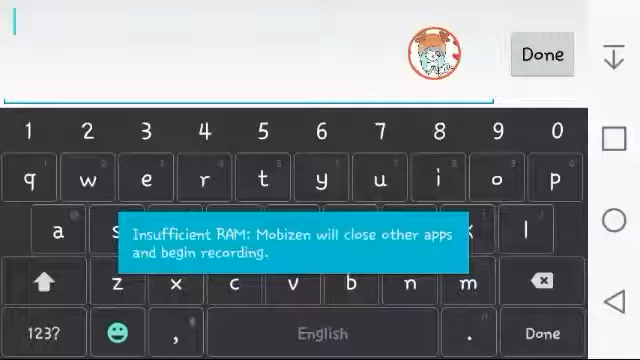 Done
1 2 3 4 5 6 7 8 9 0
q w e r t y u i o p
a s l
Insufficient RAM: Mobizen will close other apps
and begin recording.
z x c v b n m
123? , English . Done